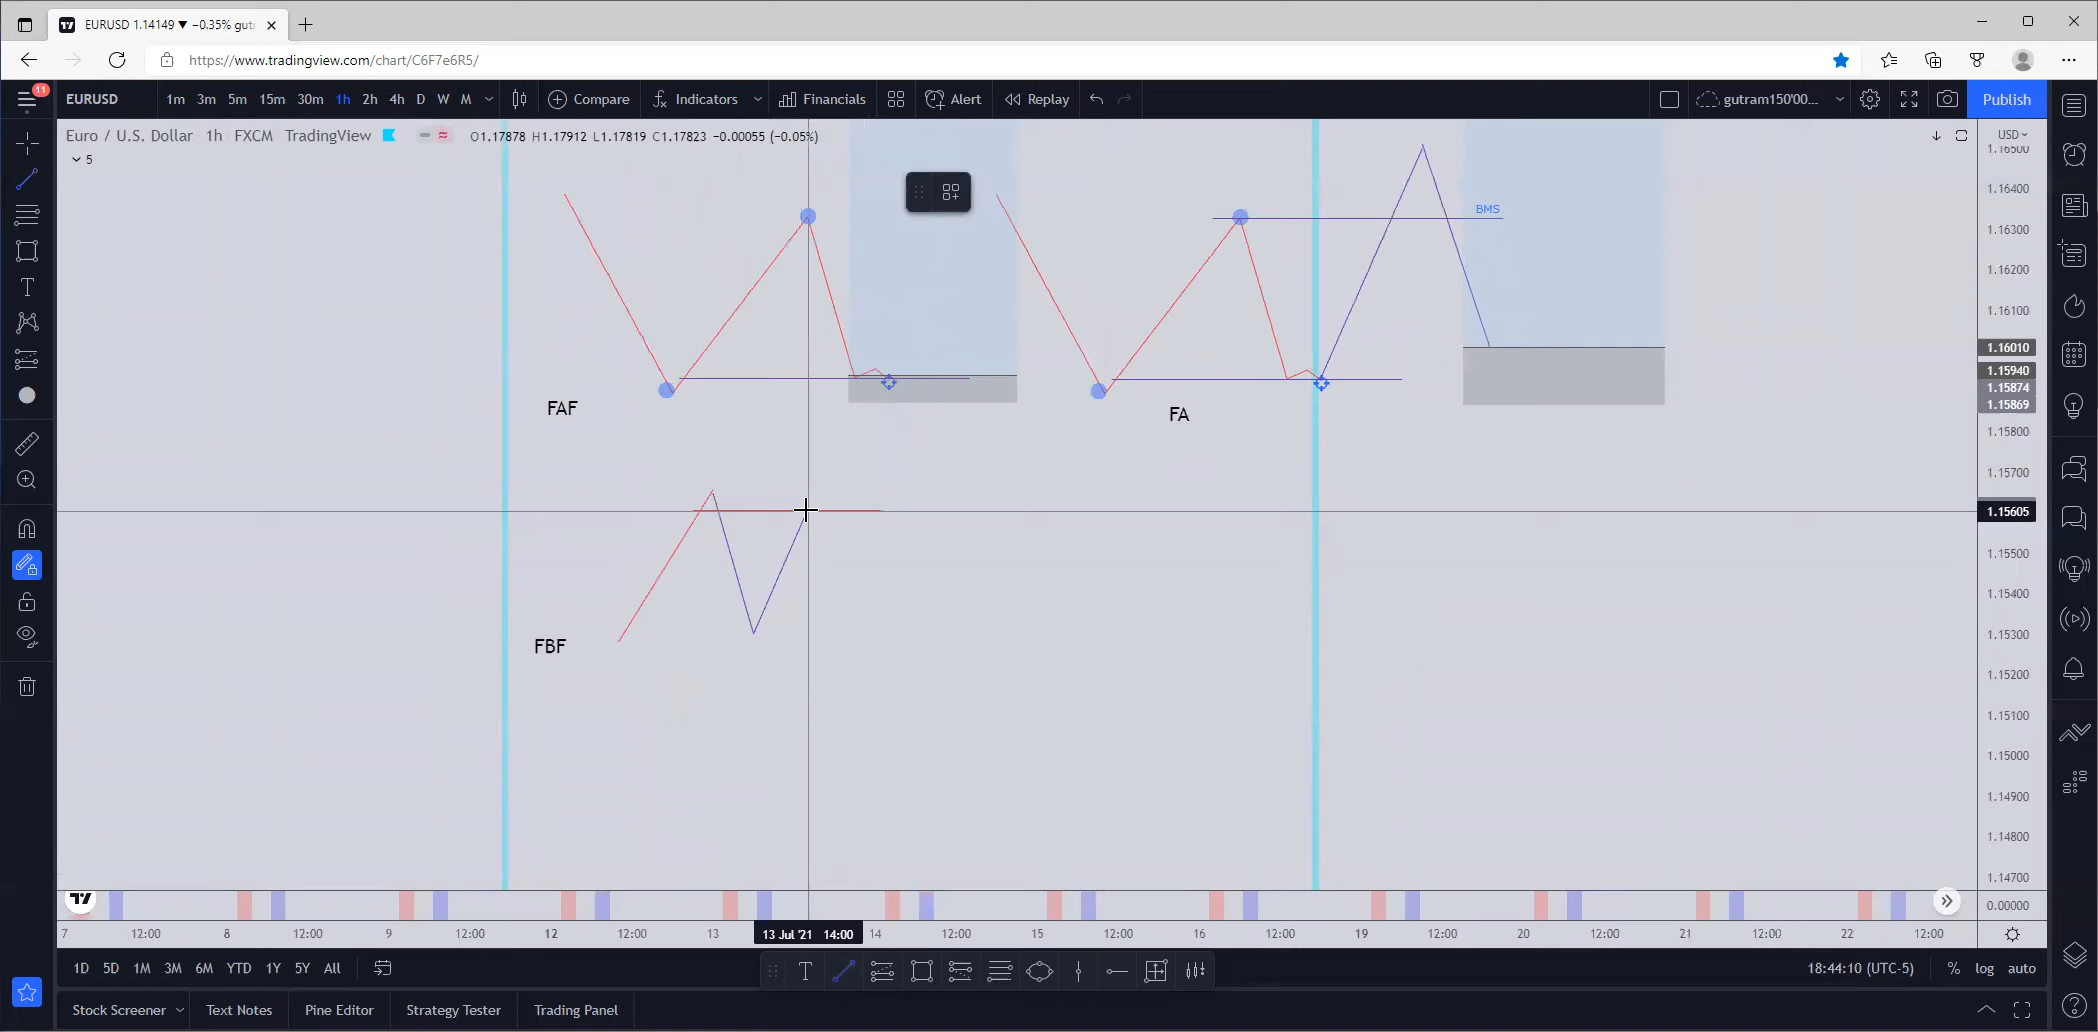 EURUSD 1.14149 ▼ −0.35% gut
https://www.tradingview.com/chart/C6F7e6R5/
11
EURUSD 1m 3m 5m 15m 30m 1h 2h 4h D W M Compare Indicators Financials Alert Replay gutram150'00... Publish
Euro / U.S. Dollar 1h FXCM TradingView O1.17878 H1.17912 L1.17819 C1.17823 −0.00055 (−0.05%)
USD
5
1.16500
1.16400
BMS
1.16300
1.16200
1.16100
1.16010
1.15940
1.15874
1.15869
FAF
FA
1.15800
1.15700
1.15605
1.15500
1.15400
1.15300
FBF
1.15200
1.15100
1.15000
1.14900
1.14800
1.14700
0.00000
7 12:00 8 12:00 9 12:00 12 12:00 13 13 Jul '21 14:00 14 12:00 15 12:00 16 12:00 19 12:00 20 12:00 21 12:00 22 12:00
1D 5D 1M 3M 6M YTD 1Y 5Y All T 18:44:10 (UTC-5) % log auto
Stock Screener Text Notes Pine Editor Strategy Tester Trading Panel